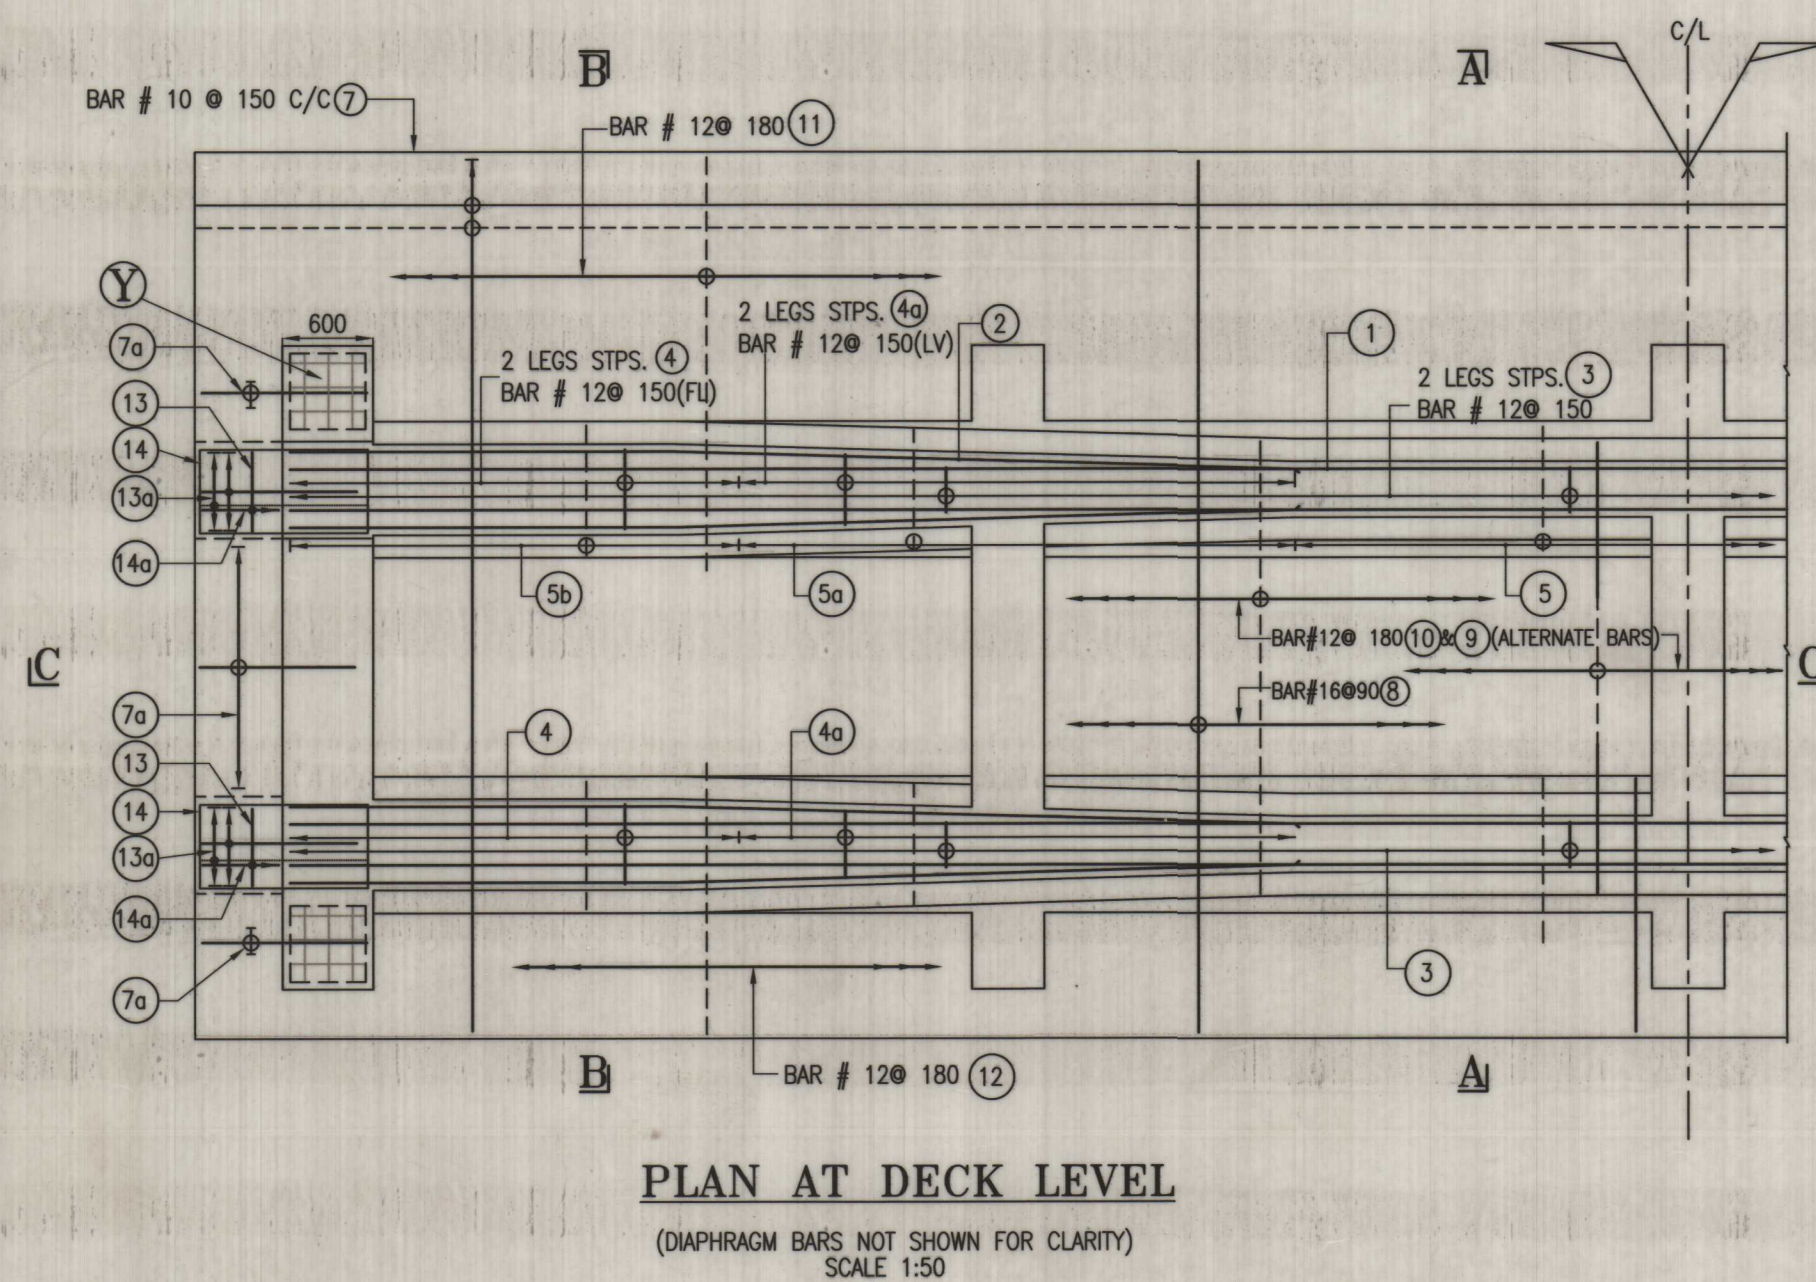 C/L
B
A
BAR # 10 @ 150 C/C 7
BAR # 12@ 180 11
Y
600
7a
2 LEGS STPS. 4a
BAR # 12@ 150(LV)
2
1
2 LEGS STPS. 4
BAR # 12@ 150(FLI)
2 LEGS STPS. 3
BAR # 12@ 150
13
14
13a
14a
5b
5a
5
BAR#12@ 180 10 & 9 (ALTERNATE BARS)
C
C
BAR#16@90 8
7a
4
4a
13
14
13a
14a
7a
3
B
A
BAR # 12@ 180 12
PLAN AT DECK LEVEL
(DIAPHRAGM BARS NOT SHOWN FOR CLARITY)
SCALE 1:50